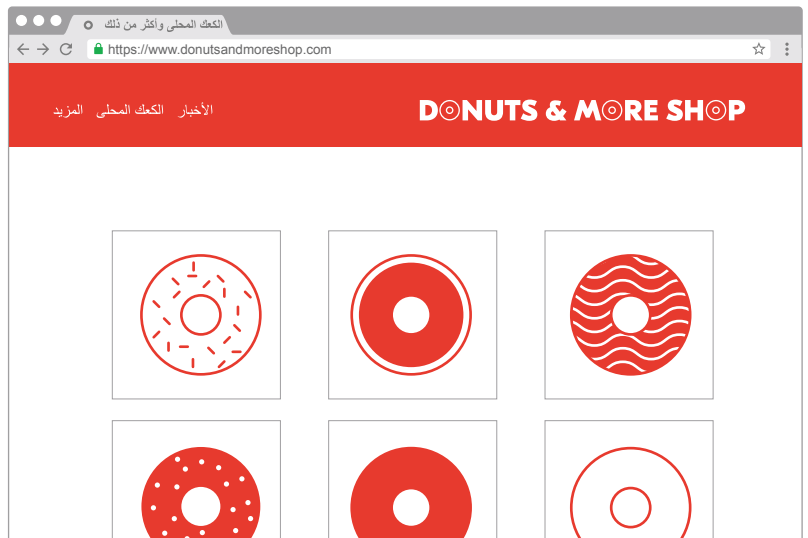 الكعك المحلى وأكثر من ذلك
https://www.donutsandmoreshop.com
DONUTS & MORE SHOP
الأخبار الكعك المحلى المزيد